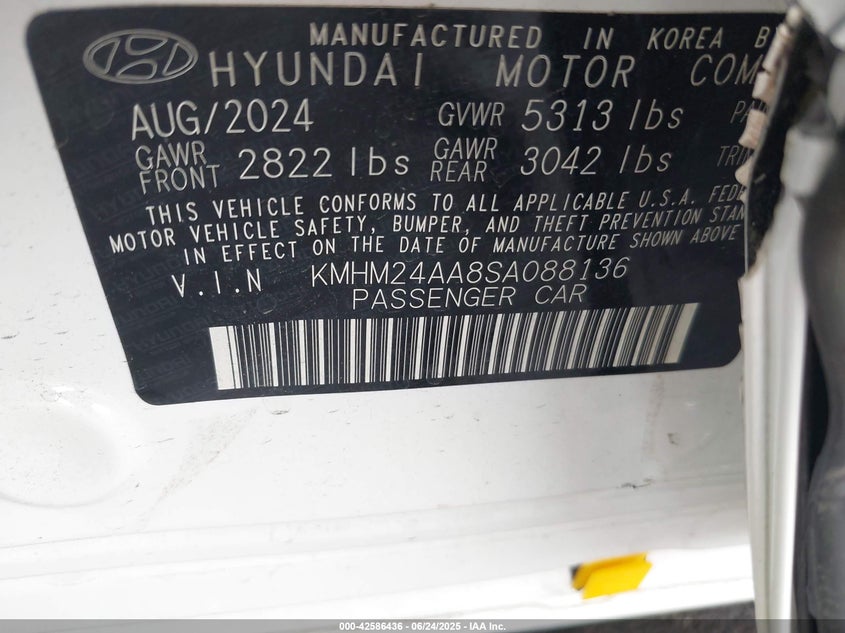 MANUFACTURED IN KOREA
HYUNDAI MOTOR
AUG/2024 GVWR 5313 lbs
GAWR FRONT 2822 lbs GAWR REAR 3042 lbs
THIS VEHICLE CONFORMS TO ALL APPLICABLE U.S.A.
MOTOR VEHICLE SAFETY, BUMPER, AND THEFT PREVENTION
IN EFFECT ON THE DATE OF MANUFACTURE SHOWN ABOVE
V.I.N KMHM24AA8SA088136
PASSENGER CAR
000-42586436 - 06/24/2025 - IAA Inc.